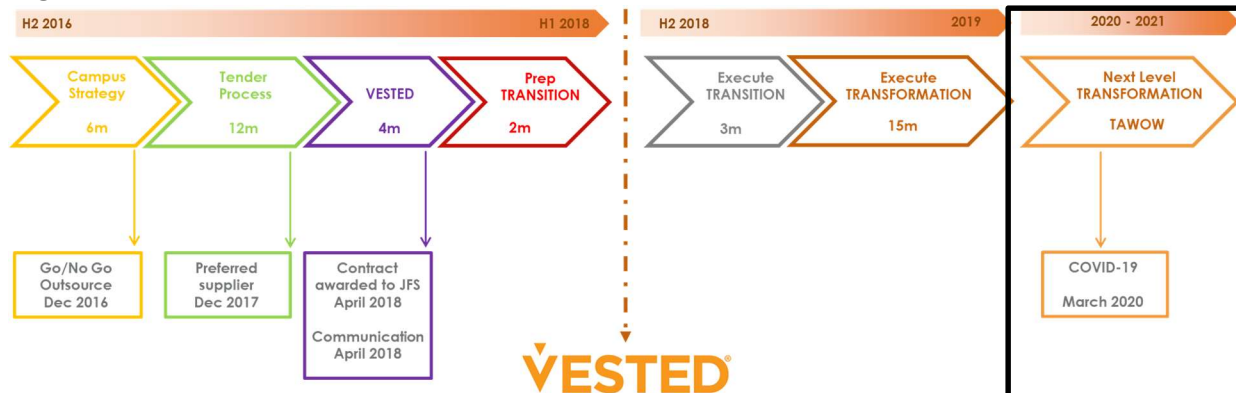 H2 2016
H1 2018
H2 2018
2019
2020 - 2021
Campus
Strategy
6m
Tender
Process
12m
VESTED
4m
Prep
TRANSITION
2m
Execute
TRANSITION
3m
Execute
TRANSFORMATION
15m
Next Level
TRANSFORMATION
TAWOW
Go/No Go
Outsource
Dec 2016
Preferred
supplier
Dec 2017
Contract
awarded to JFS
April 2018
Communication
April 2018
COVID-19
March 2020
VESTED®